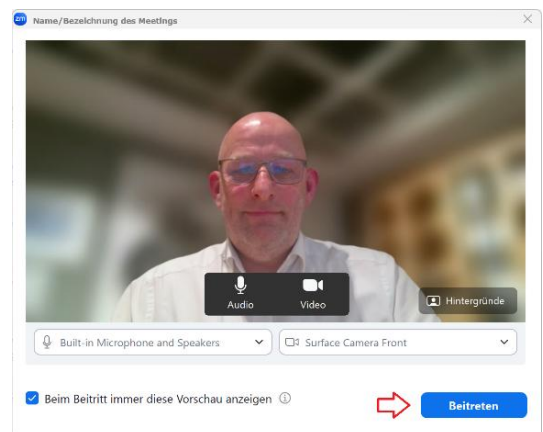 zm Name/Bezeichnung des Meetings
Audio
Video
Hintergründe
Built-in Microphone and Speakers
Surface Camera Front
Beim Beitritt immer diese Vorschau anzeigen
Beitreten